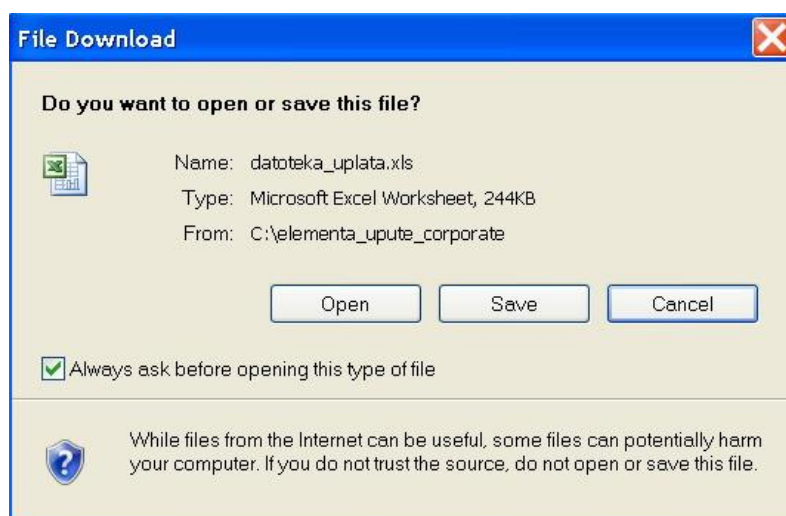 File Download
Do you want to open or save this file?
Name: datoteka_uplata.xls
Type: Microsoft Excel Worksheet, 244KB
From: C:\elementa_upute_corporate
Open Save Cancel
Always ask before opening this type of file
While files from the Internet can be useful, some files can potentially harm
your computer. If you do not trust the source, do not open or save this file.